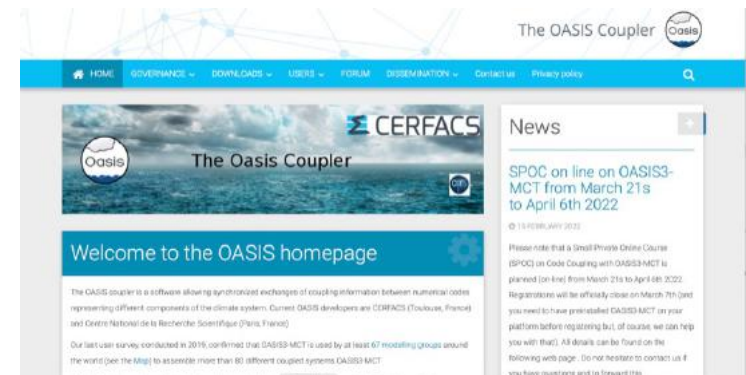 The OASIS Coupler
Oasis
HOME GOVERNANCE DOWNLOADS USERS FORUM DISSEMINATION Contact us Privacy policy
CERFACS
Oasis
The Oasis Coupler
Welcome to the OASIS homepage
The OASIS coupler is a software allowing synchronized exchanges of coupling information between numerical codes
representing different components of the climate system. Current OASIS developers are CERFACS (Toulouse, France)
and Centre National de la Recherche Scientifique (Paris, France)
Our last user survey, conducted in 2019, confirmed that OASIS3-MCT is used by at least 67 modelling groups around
the world (see the Map) to assemble more than 80 different coupled systems OASIS3-MCT
News
SPOC on line on OASIS3-
MCT from March 21s
to April 6th 2022
FEBRUARY 2022
Please note that a Small Private Online Course
(SPOC) on Code Coupling with OASIS3-MCT is
planned (on-line) from March 21s to April 6th 2022.
Registrations will be officially close on March 7th (and
you need to have preinstalled OASIS3-MCT on your
platform before registering but, of course, we can help
you with that). All details can be found on the
following web page. Do not hesitate to contact us if
you have questions and to forward this